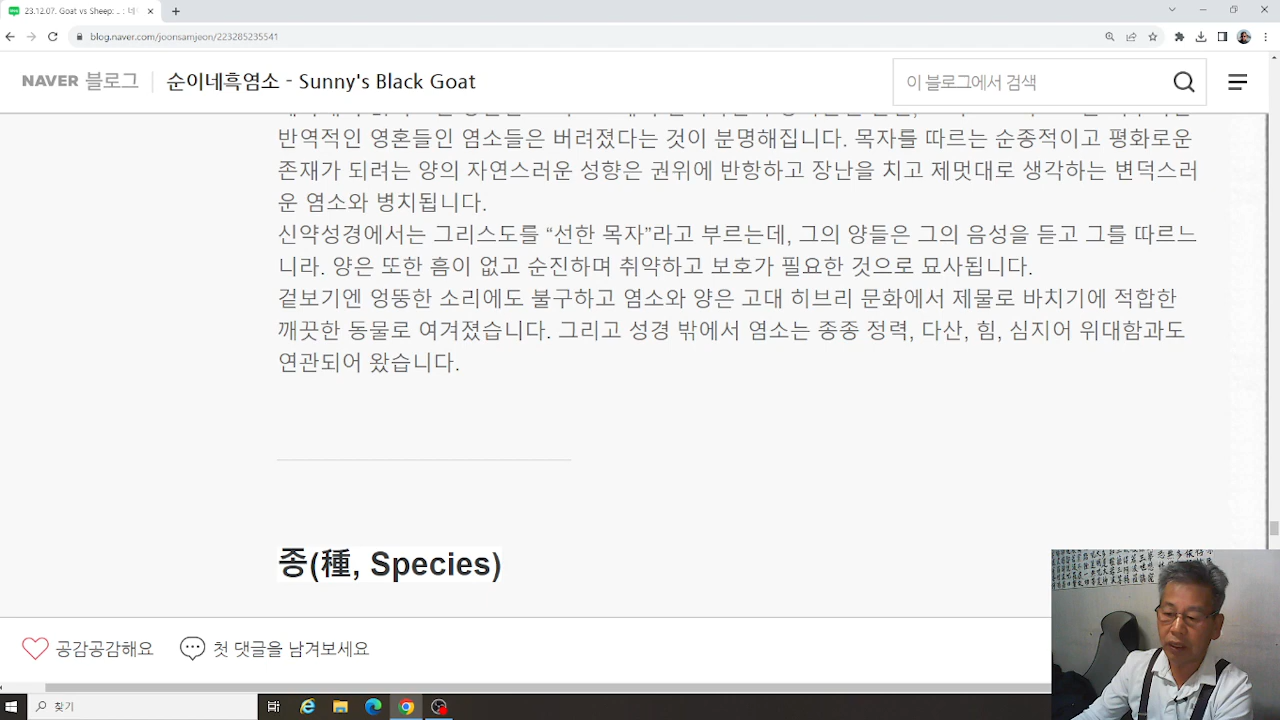 23.12.07. Goat vs Sheep: .. : 네
blog.naver.com/joonsamjeon/223285235541
NAVER 블로그 순이네흑염소 - Sunny's Black Goat
이 블로그에서 검색
반역적인 영혼들인 염소들은 버려졌다는 것이 분명해집니다. 목자를 따르는 순종적이고 평화로운
존재가 되려는 양의 자연스러운 성향은 권위에 반항하고 장난을 치고 제멋대로 생각하는 변덕스러
운 염소와 병치됩니다.
신약성경에서는 그리스도를 “선한 목자”라고 부르는데, 그의 양들은 그의 음성을 듣고 그를 따르느
니라. 양은 또한 흠이 없고 순진하며 취약하고 보호가 필요한 것으로 묘사됩니다.
겉보기엔 엉뚱한 소리에도 불구하고 염소와 양은 고대 히브리 문화에서 제물로 바치기에 적합한
깨끗한 동물로 여겨졌습니다. 그리고 성경 밖에서 염소는 종종 정력, 다산, 힘, 심지어 위대함과도
연관되어 왔습니다.
종(種, Species)
공감공감해요 첫 댓글을 남겨보세요
찾기